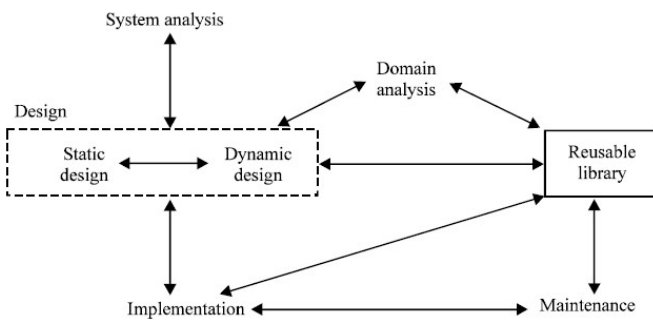 System analysis
Domain
analysis
Design
Static
design
Dynamic
design
Reusable
library
Implementation
Maintenance